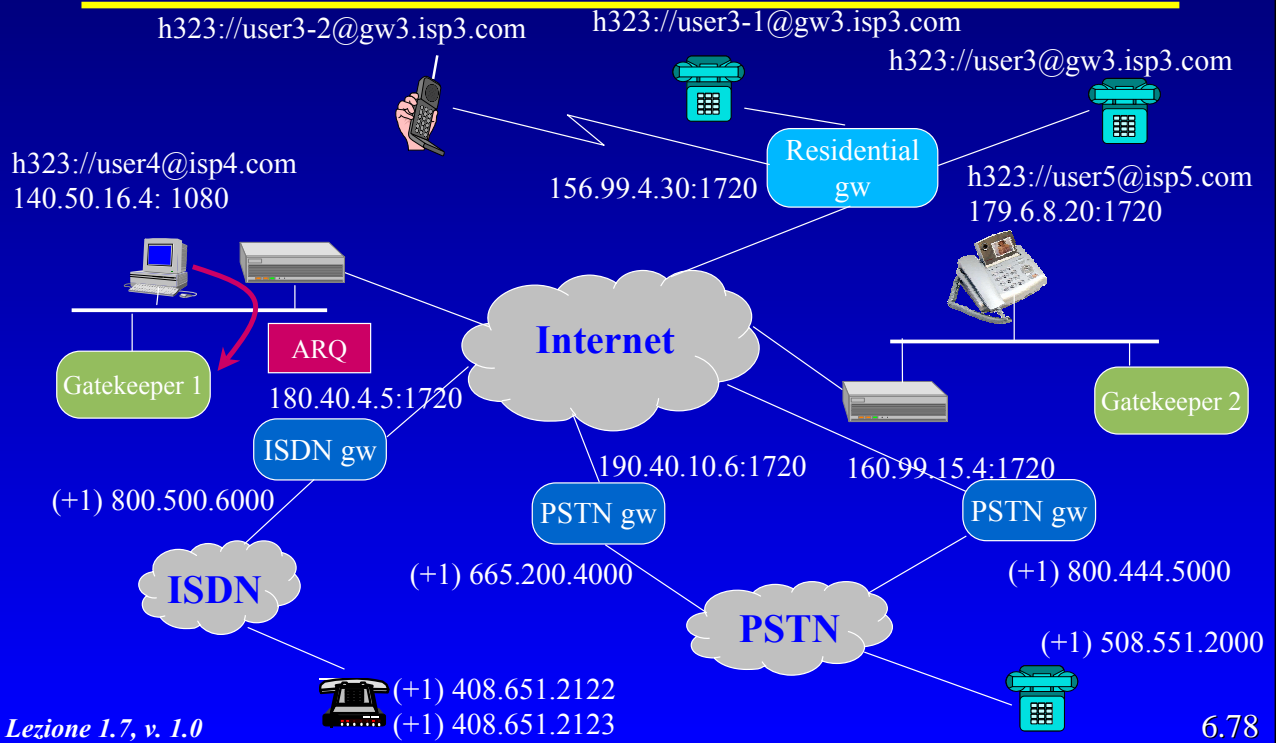 h323://user3-2@gw3.isp3.com
h323://user3-1@gw3.isp3.com
h323://user3@gw3.isp3.com
h323://user4@isp4.com
140.50.16.4: 1080
Residential
gw
156.99.4.30:1720
h323://user5@isp5.com
179.6.8.20:1720
Internet
ARQ
Gatekeeper 1
180.40.4.5:1720
Gatekeeper 2
ISDN gw
190.40.10.6:1720
160.99.15.4:1720
(+1) 800.500.6000
PSTN gw
PSTN gw
(+1) 665.200.4000
(+1) 800.444.5000
ISDN
PSTN
(+1) 508.551.2000
(+1) 408.651.2122
(+1) 408.651.2123
Lezione 1.7, v. 1.0
6.78